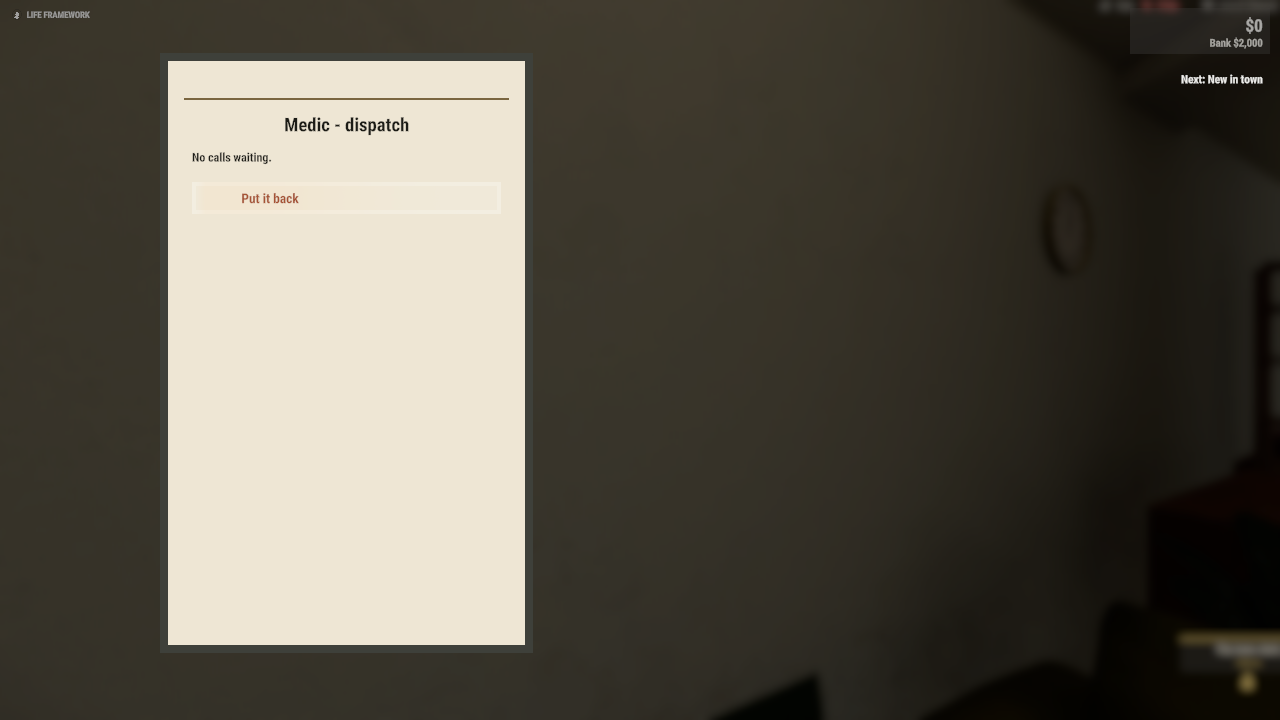 LIFE FRAMEWORK
$0
Bank $2,000
Next: New in town
Medic - dispatch
No calls waiting.
Put it back